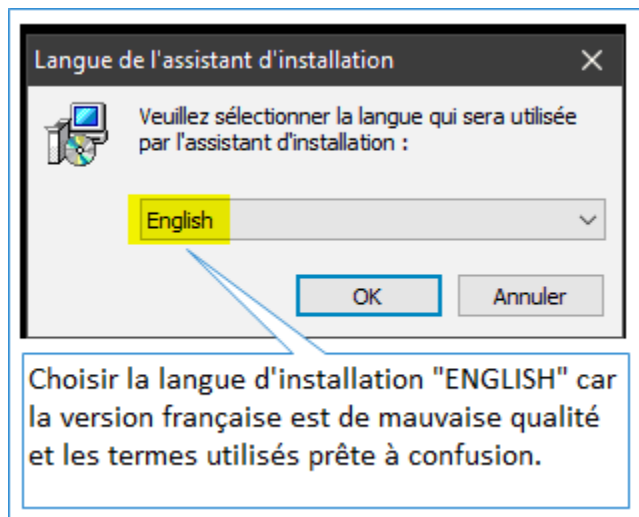 Langue de l'assistant d'installation
Veuillez sélectionner la langue qui sera utilisée
par l'assistant d'installation :
English
OK Annuler
Choisir la langue d'installation "ENGLISH" car
la version française est de mauvaise qualité
et les termes utilisés prête à confusion.